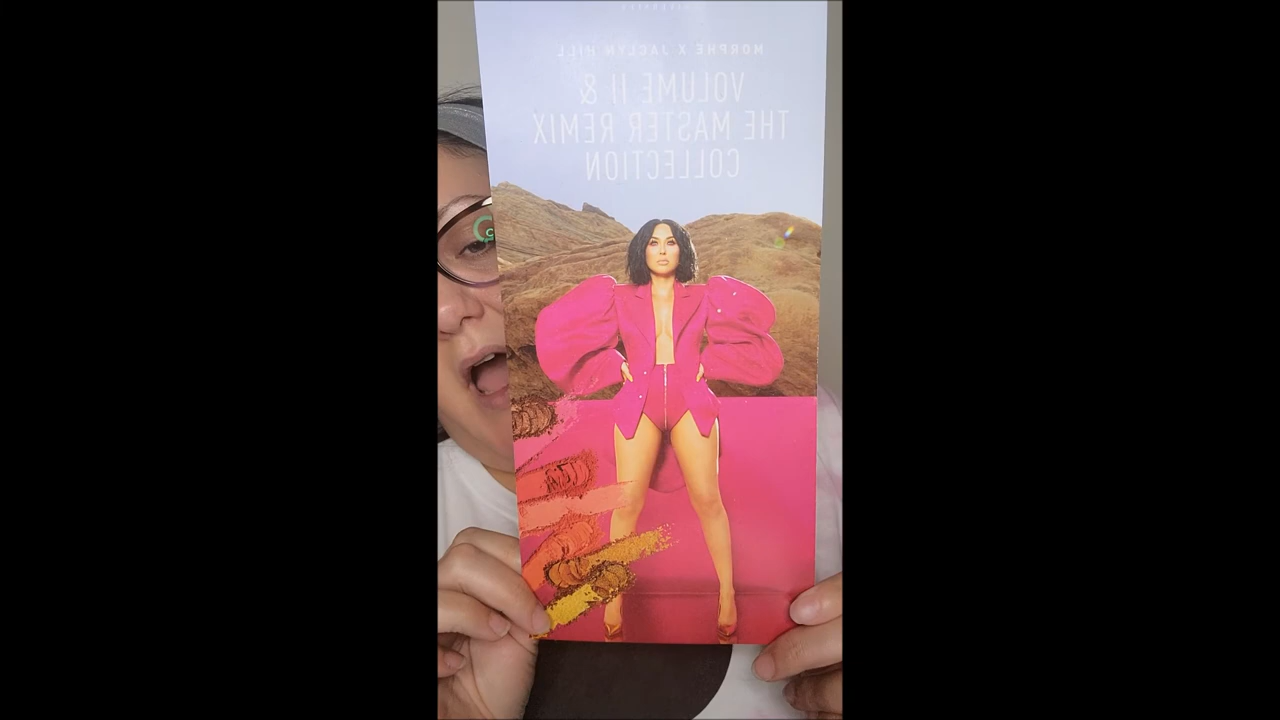 MORPHE X JACLYN HILL
VOLUME II &
THE MASTER REMIX
COLLECTION